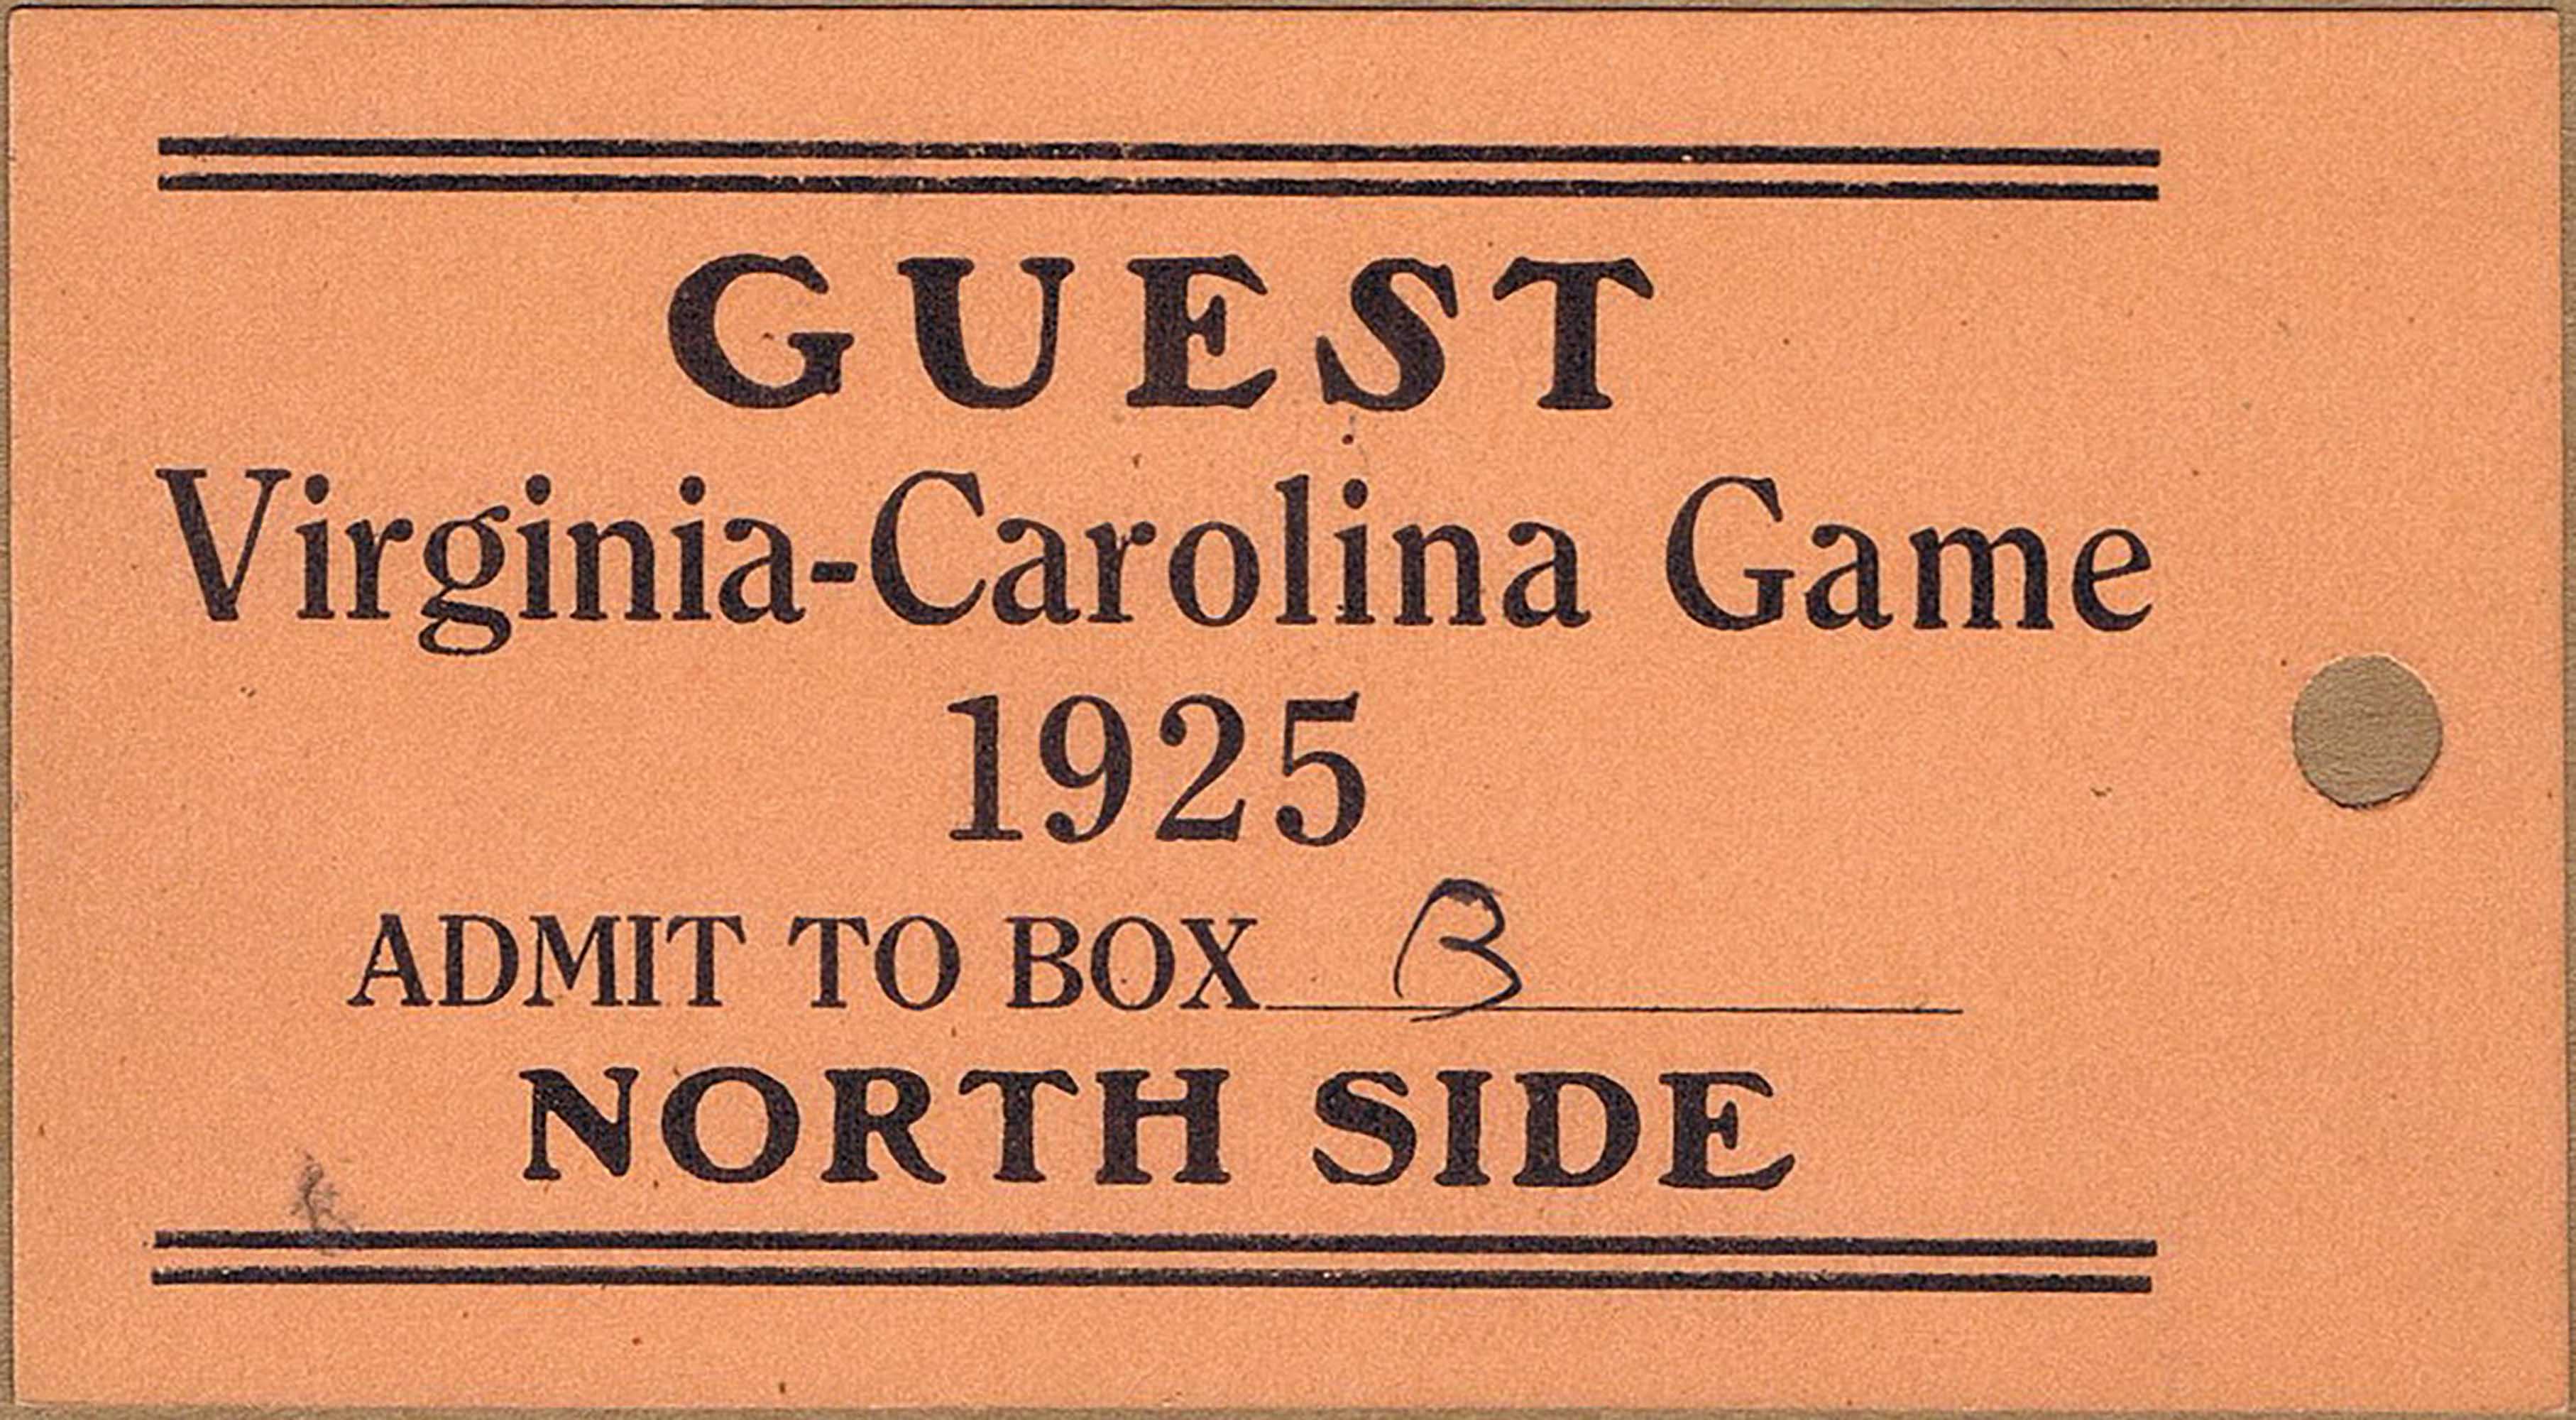 GUEST
Virginia-Carolina Game
1925
ADMIT TO BOX B
NORTH SIDE